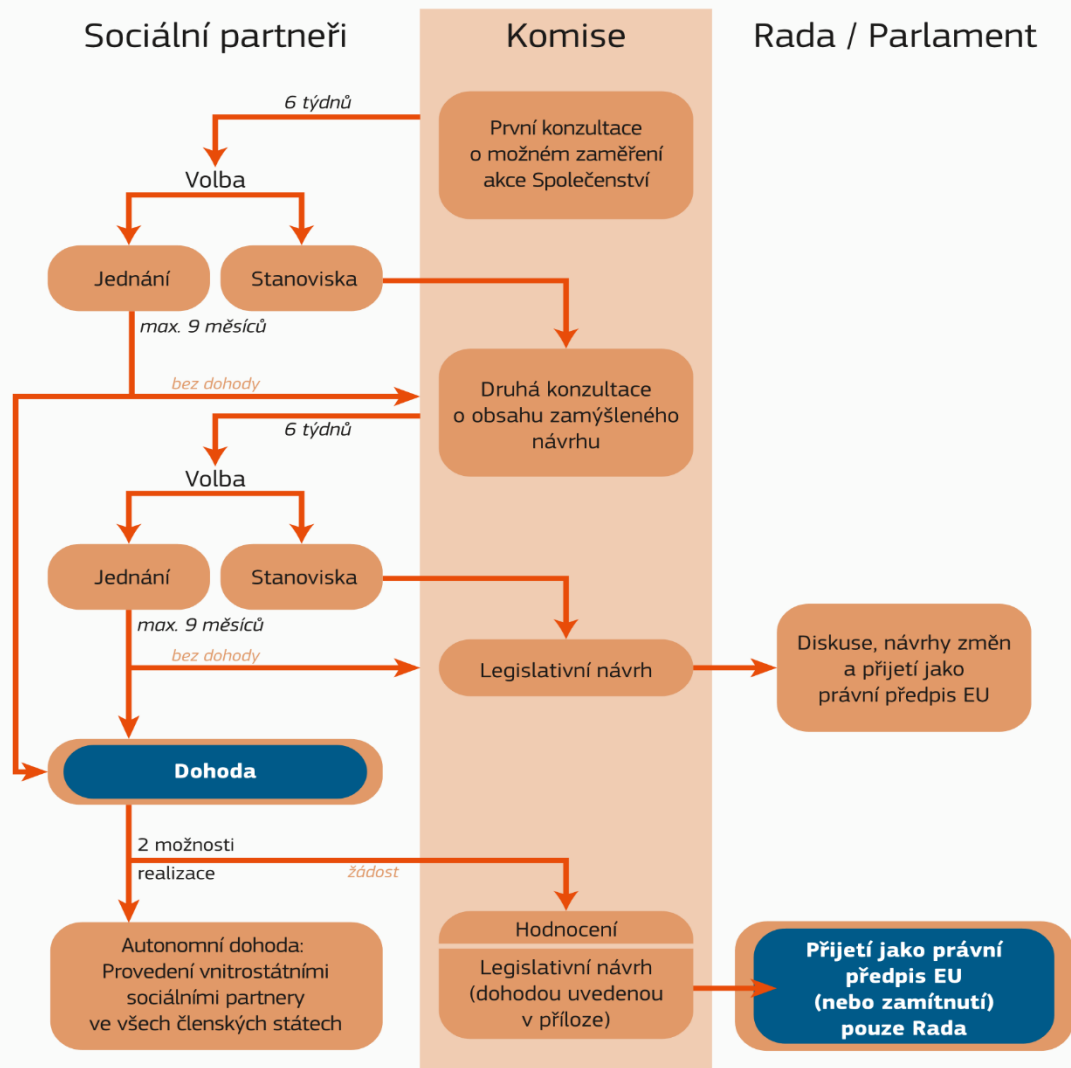 Sociální partneři
Komise
Rada / Parlament
6 týdnů
První konzultace
o možném zaměření
akce Společenství
Volba
Jednání
Stanoviska
max. 9 měsíců
bez dohody
Druhá konzultace
o obsahu zamýšleného
návrhu
6 týdnů
Volba
Jednání
Stanoviska
max. 9 měsíců
bez dohody
Legislativní návrh
Diskuse, návrhy změn
a přijetí jako
právní předpis EU
Dohoda
2 možnosti
realizace
žádost
Autonomní dohoda:
Provedení vnitrostátními
sociálními partnery
ve všech členských státech
Hodnocení
Legislativní návrh
(dohodou uvedenou
v příloze)
Přijetí jako právní
předpis EU
(nebo zamítnutí)
pouze Rada